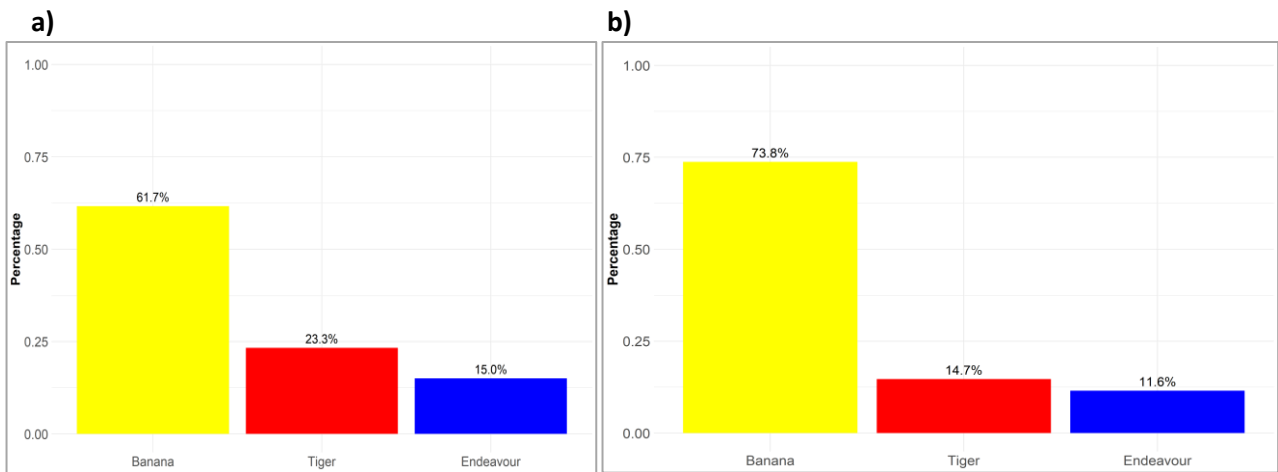 a)
1.00
0.75
0.50
0.25
0.00
Percentage
61.7%
23.3%
15.0%
Banana Tiger Endeavour
b)
1.00
0.75
0.50
0.25
0.00
Percentage
73.8%
14.7%
11.6%
Banana Tiger Endeavour